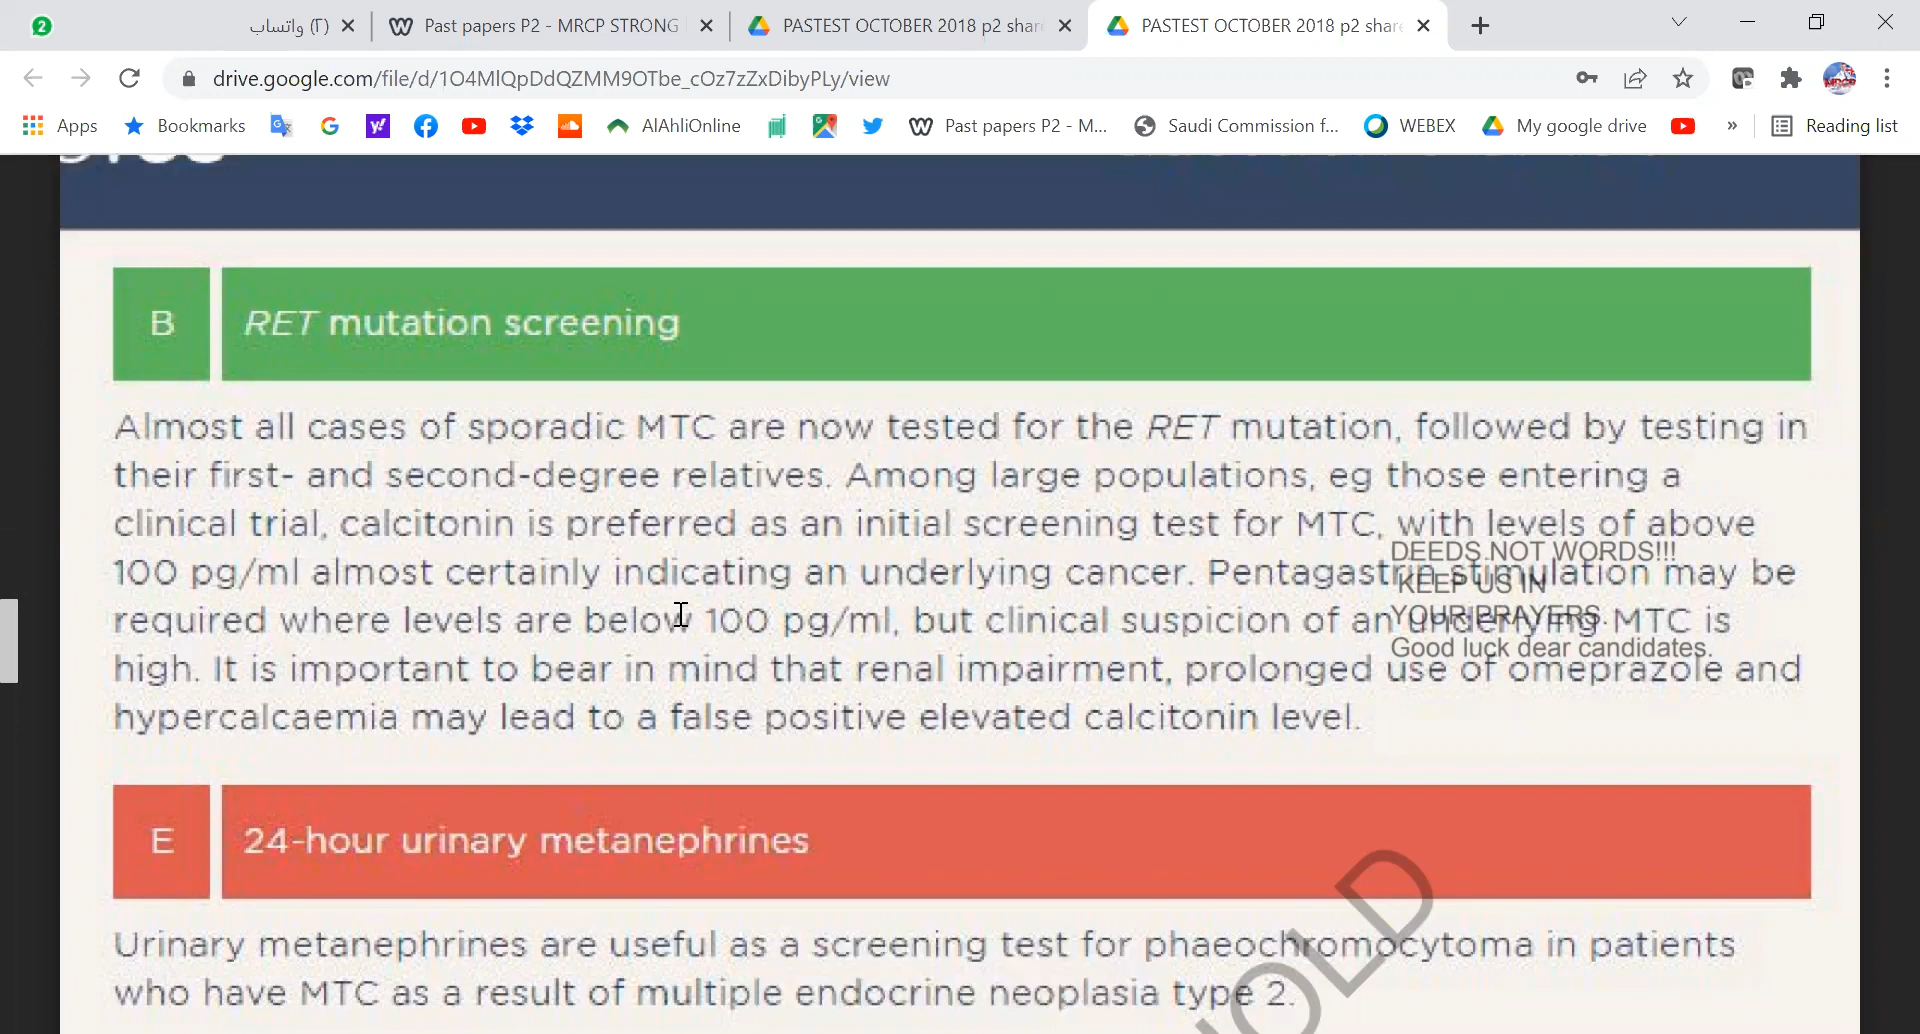 2
(٢) واتساب
Past papers P2 - MRCP STRONG
PASTEST OCTOBER 2018 p2 shar
PASTEST OCTOBER 2018 p2 shar
drive.google.com/file/d/1O4MlQpDdQZMM9OTbe_cOz7zZxDibyPLy/view
Apps
Bookmarks
AlAhliOnline
Past papers P2 - M...
Saudi Commission f...
WEBEX
My google drive
»
Reading list
B
RET mutation screening
Almost all cases of sporadic MTC are now tested for the RET mutation, followed by testing in
their first- and second-degree relatives. Among large populations, eg those entering a
clinical trial, calcitonin is preferred as an initial screening test for MTC, with levels of above
100 pg/ml almost certainly indicating an underlying cancer. Pentagastrin stimulation may be
required where levels are below 100 pg/ml, but clinical suspicion of an underlying MTC is
high. It is important to bear in mind that renal impairment, prolonged use of omeprazole and
hypercalcaemia may lead to a false positive elevated calcitonin level.
DEEDS NOT WORDS!!!
KEEP US IN
YOUR PRAYERS.
Good luck dear candidates.
E
24-hour urinary metanephrines
Urinary metanephrines are useful as a screening test for phaeochromocytoma in patients
who have MTC as a result of multiple endocrine neoplasia type 2.
OLD